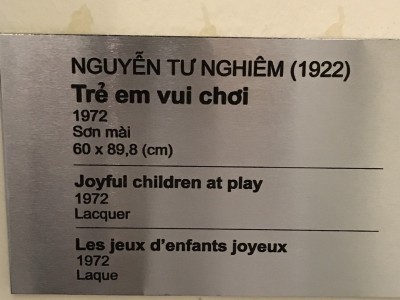 NGUYỄN TƯ NGHIÊM (1922)
Trẻ em vui chơi
1972
Sơn mài
60 x 89,8 (cm)
Joyful children at play
1972
Lacquer
Les jeux d'enfants joyeux
1972
Laque